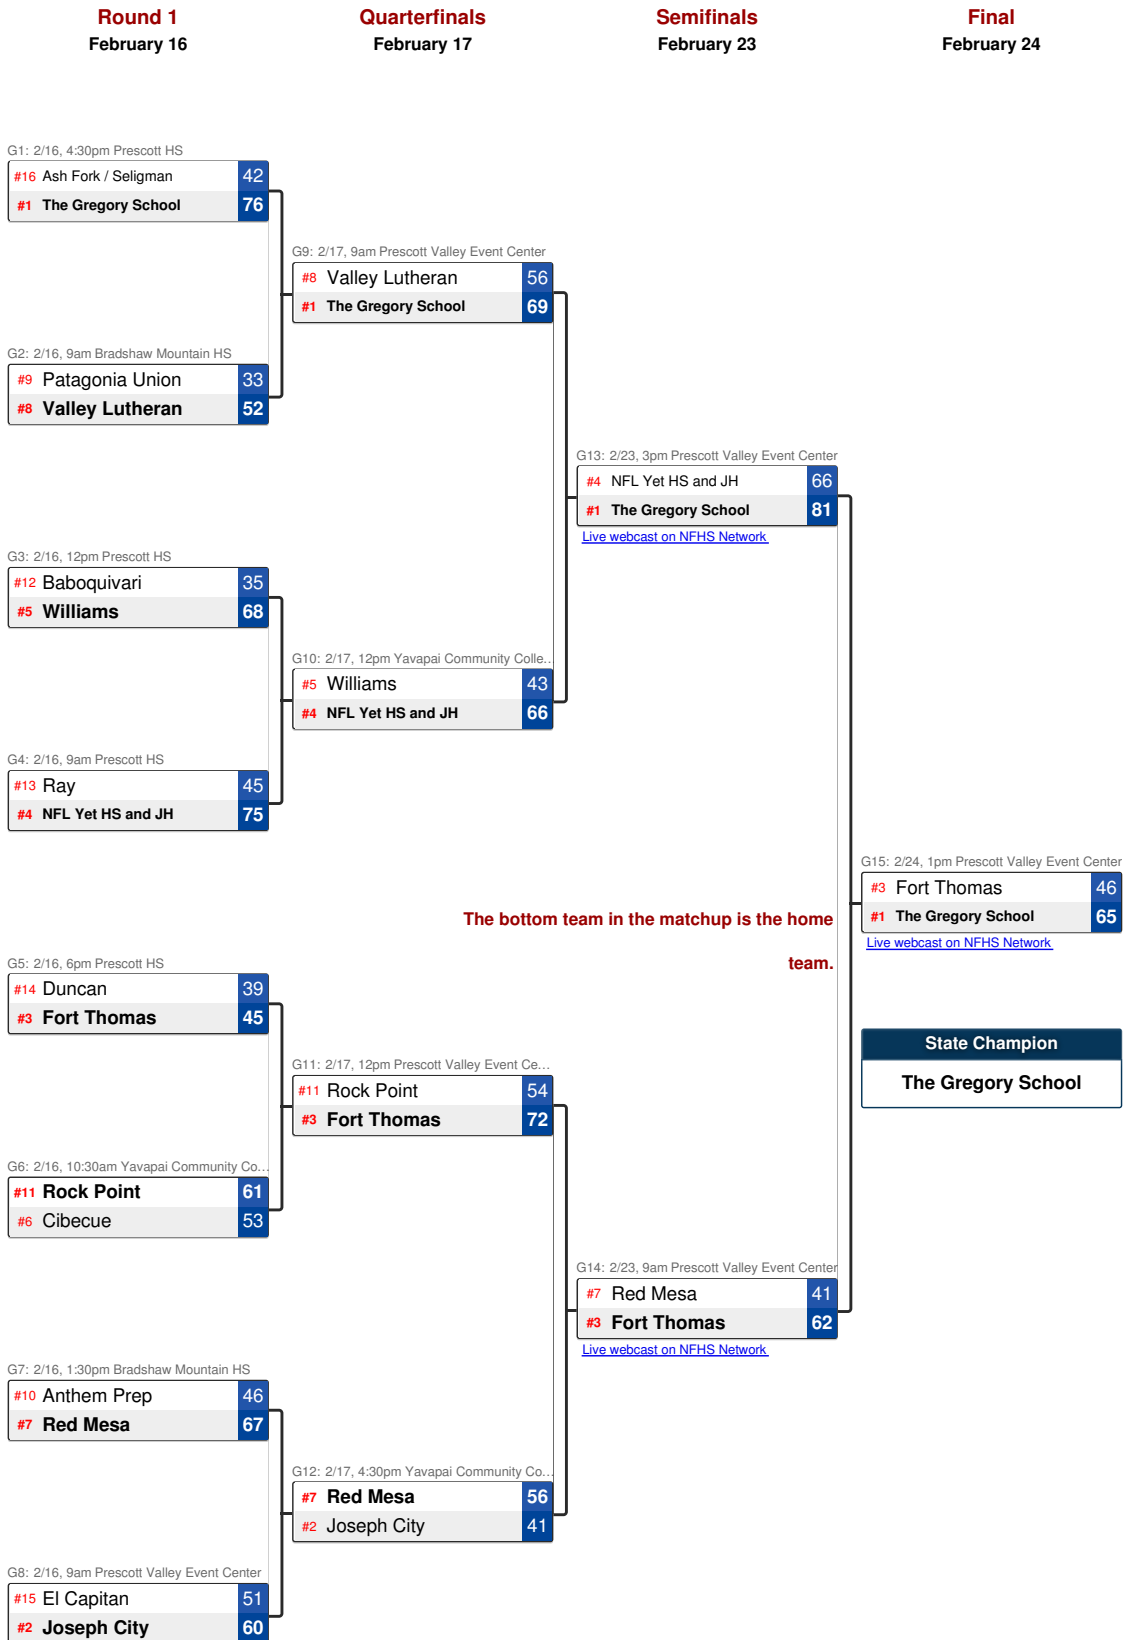 Round 1
February 16
Quarterfinals
February 17
Semifinals
February 23
Final
February 24
G1: 2/16, 4:30pm Prescott HS
#16 Ash Fork / Seligman 42
#1 The Gregory School 76
G2: 2/16, 9am Bradshaw Mountain HS
#9 Patagonia Union 33
#8 Valley Lutheran 52
G3: 2/16, 12pm Prescott HS
#12 Baboquivari 35
#5 Williams 68
G4: 2/16, 9am Prescott HS
#13 Ray 45
#4 NFL Yet HS and JH 75
G5: 2/16, 6pm Prescott HS
#14 Duncan 39
#3 Fort Thomas 45
G6: 2/16, 10:30am Yavapai Community Co...
#11 Rock Point 61
#6 Cibecue 53
G7: 2/16, 1:30pm Bradshaw Mountain HS
#10 Anthem Prep 46
#7 Red Mesa 67
G8: 2/16, 9am Prescott Valley Event Center
#15 El Capitan 51
#2 Joseph City 60
G9: 2/17, 9am Prescott Valley Event Center
#8 Valley Lutheran 56
#1 The Gregory School 69
G10: 2/17, 12pm Yavapai Community Colle...
#5 Williams 43
#4 NFL Yet HS and JH 66
G11: 2/17, 12pm Prescott Valley Event Ce...
#11 Rock Point 54
#3 Fort Thomas 72
G12: 2/17, 4:30pm Yavapai Community Co...
#7 Red Mesa 56
#2 Joseph City 41
G13: 2/23, 3pm Prescott Valley Event Center
#4 NFL Yet HS and JH 66
#1 The Gregory School 81
Live webcast on NFHS Network
The bottom team in the matchup is the home
team.
G14: 2/23, 9am Prescott Valley Event Center
#7 Red Mesa 41
#3 Fort Thomas 62
Live webcast on NFHS Network
G15: 2/24, 1pm Prescott Valley Event Center
#3 Fort Thomas 46
#1 The Gregory School 65
Live webcast on NFHS Network
State Champion
The Gregory School